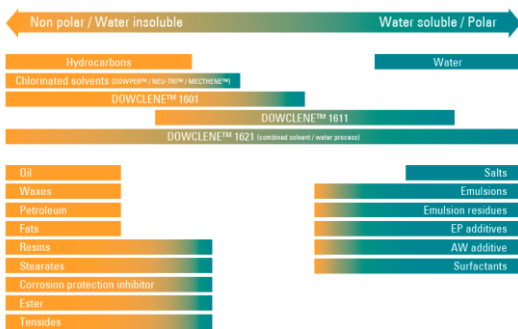 Non polar / Water insoluble
Water soluble / Polar
Hydrocarbons
Water
Chlorinated solvents (DOWPER™ / NEU-TRI™ / MECTHENE™)
DOWCLENE™ 1601
DOWCLENE™ 1611
DOWCLENE™ 1621 (combined solvent / water process)
Oil
Salts
Waxes
Emulsions
Petroleum
Emulsion residues
Fats
EP additives
Resins
AW additive
Stearates
Surfactants
Corrosion protection inhibitor
Ester
Tensides